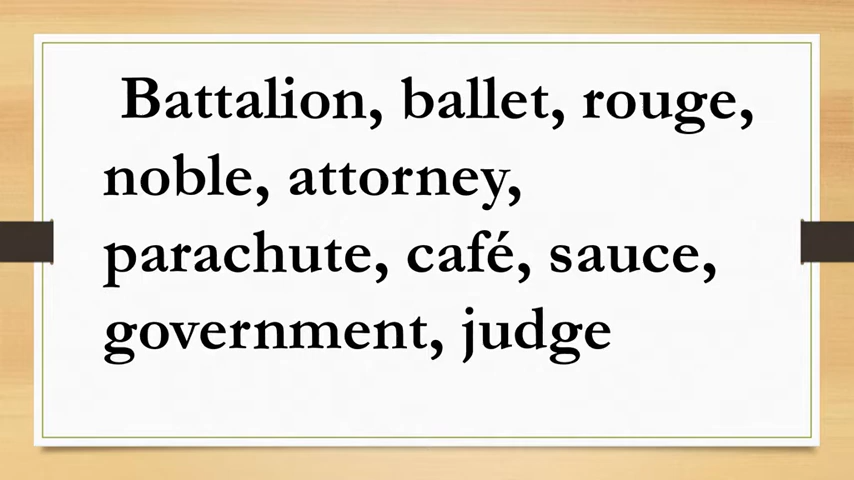 Battalion, ballet, rouge,
noble, attorney,
parachute, café, sauce,
government, judge